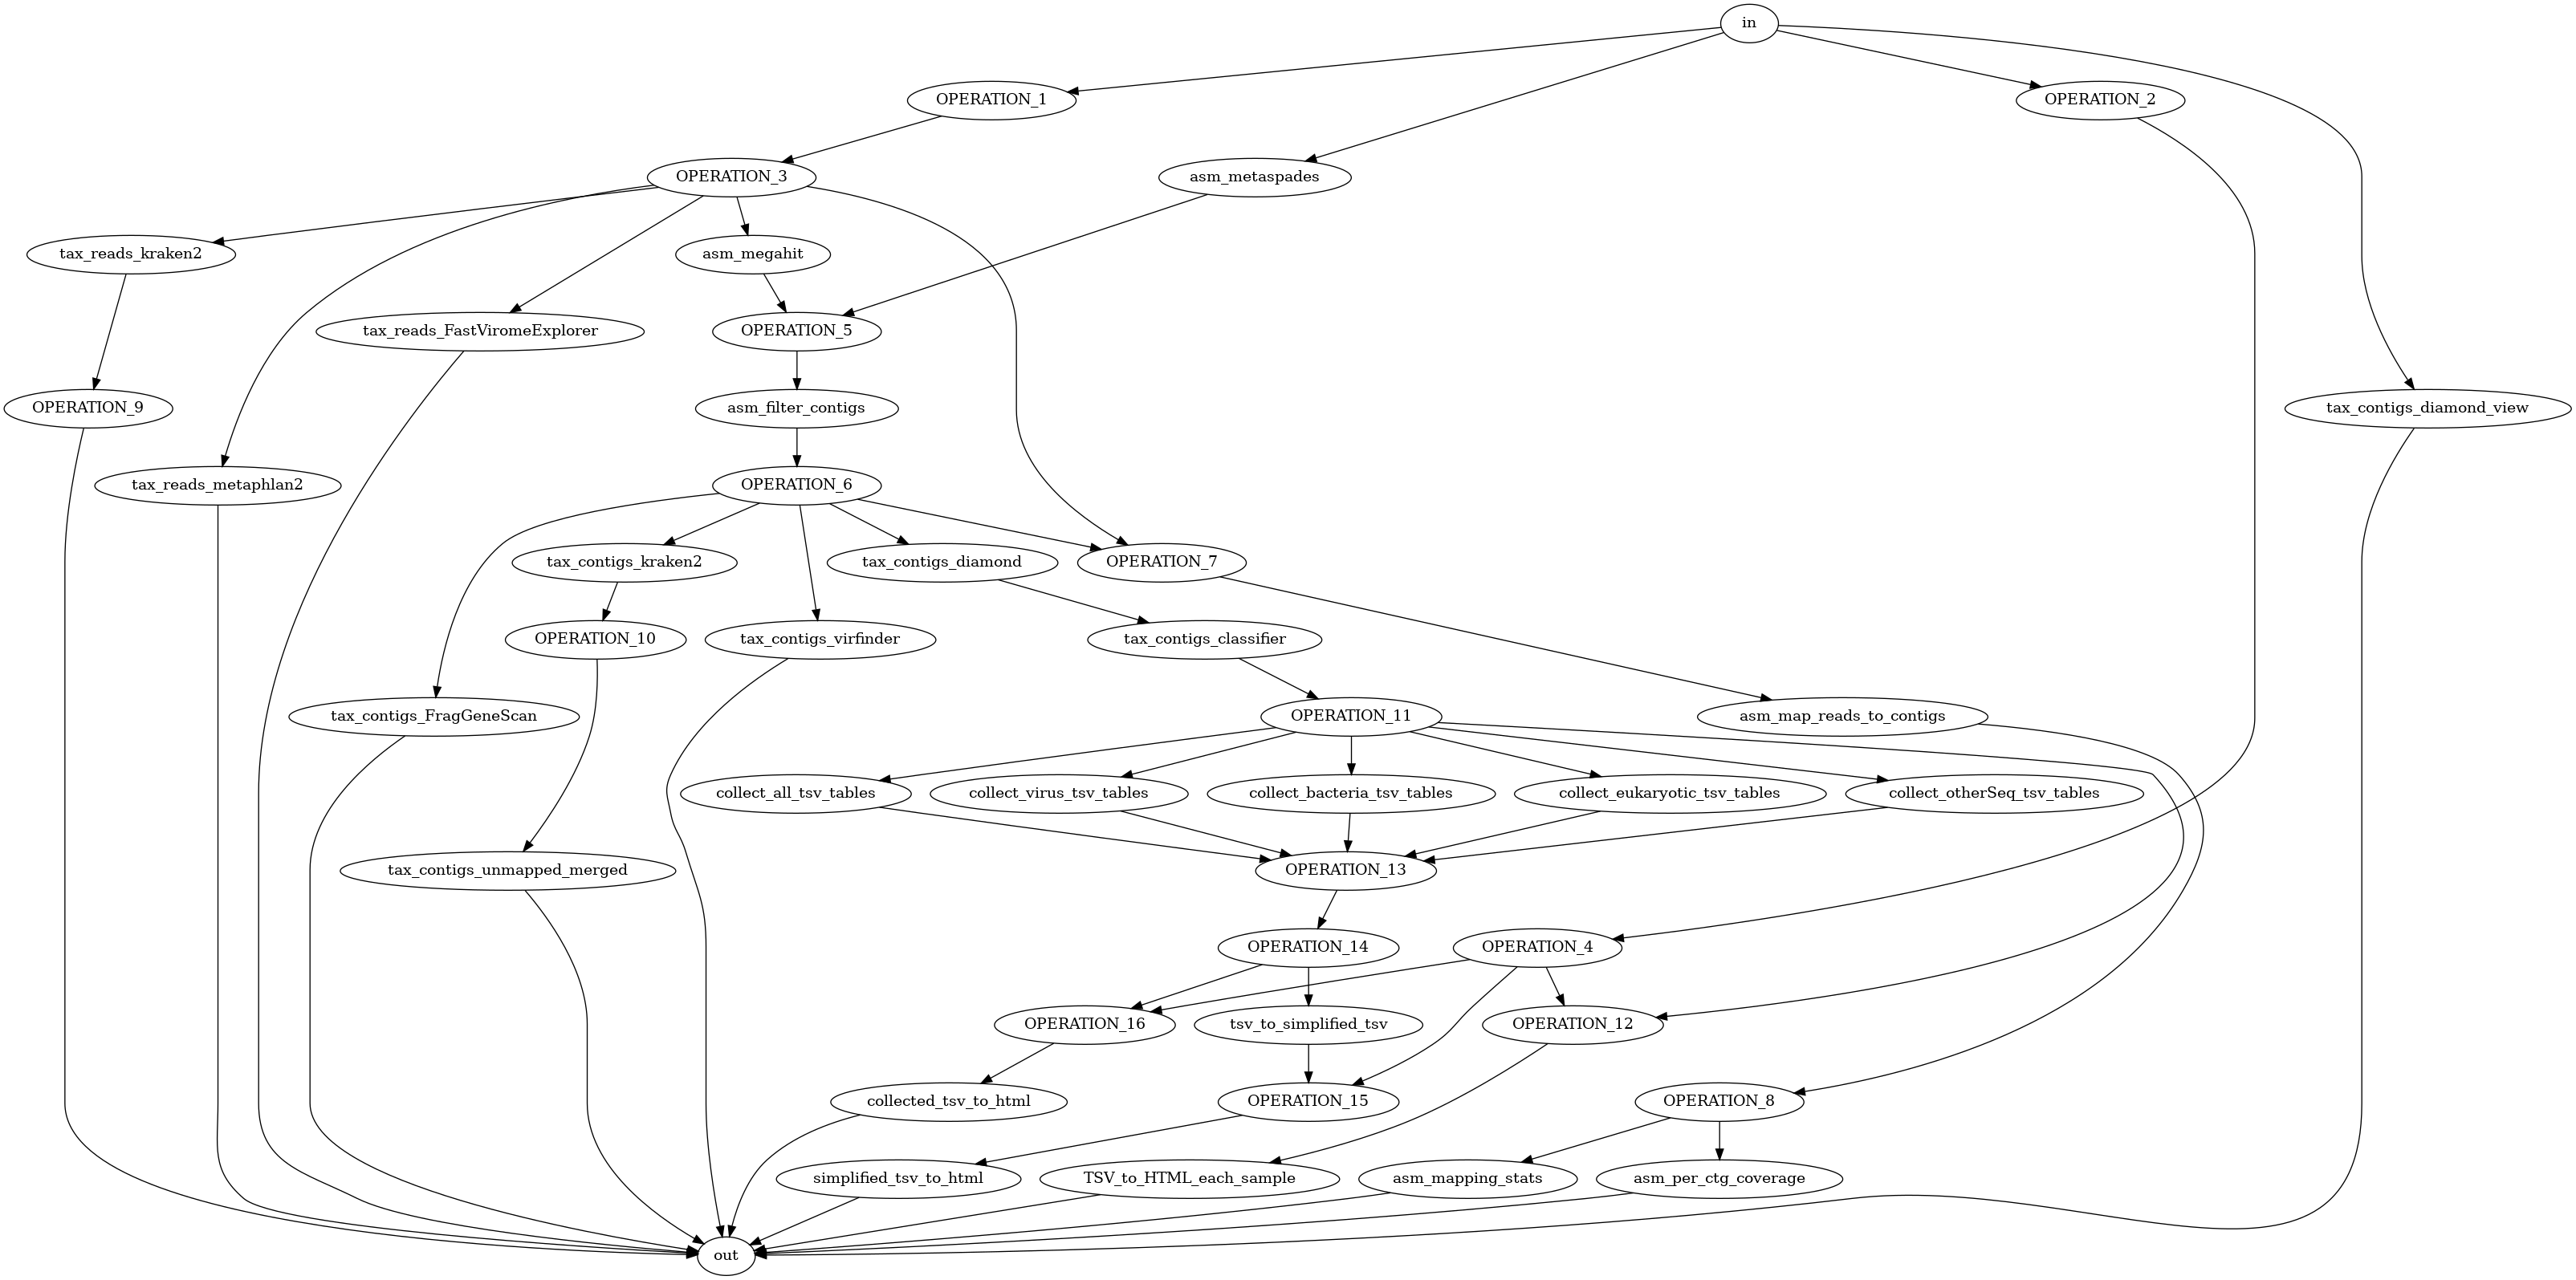 in
OPERATION_1
OPERATION_2
OPERATION_3
asm_metaspades
tax_reads_kraken2
asm_megahit
tax_reads_FastViromeExplorer
OPERATION_5
OPERATION_9
asm_filter_contigs
tax_contigs_diamond_view
tax_reads_metaphlan2
OPERATION_6
tax_contigs_kraken2
tax_contigs_diamond
OPERATION_7
OPERATION_10
tax_contigs_virfinder
tax_contigs_classifier
tax_contigs_FragGeneScan
OPERATION_11
asm_map_reads_to_contigs
collect_all_tsv_tables
collect_virus_tsv_tables
collect_bacteria_tsv_tables
collect_eukaryotic_tsv_tables
collect_otherSeq_tsv_tables
tax_contigs_unmapped_merged
OPERATION_13
OPERATION_14
OPERATION_4
OPERATION_16
tsv_to_simplified_tsv
OPERATION_12
collected_tsv_to_html
OPERATION_15
OPERATION_8
simplified_tsv_to_html
TSV_to_HTML_each_sample
asm_mapping_stats
asm_per_ctg_coverage
out